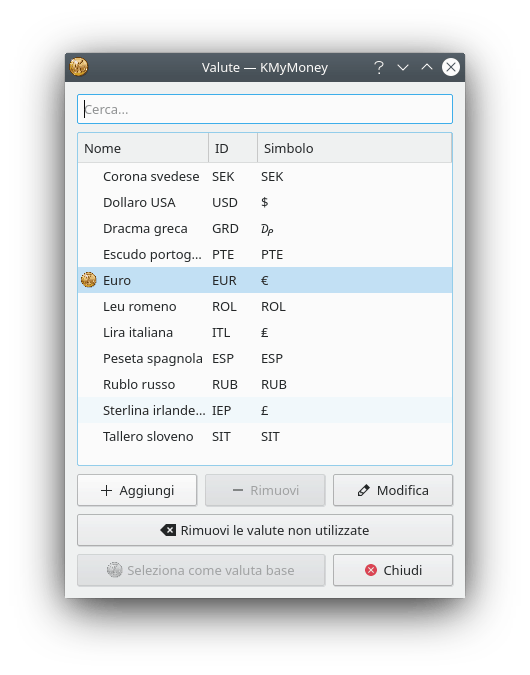 Valute — KMyMoney
Cerca...
Nome ID Simbolo
Corona svedese SEK SEK
Dollaro USA USD $
Dracma greca GRD ₯
Escudo portog... PTE PTE
Euro EUR €
Leu romeno ROL ROL
Lira italiana ITL ₤
Peseta spagnola ESP ESP
Rublo russo RUB RUB
Sterlina irlande... IEP £
Tallero sloveno SIT SIT
Aggiungi Rimuovi Modifica
Rimuovi le valute non utilizzate
Seleziona come valuta base Chiudi